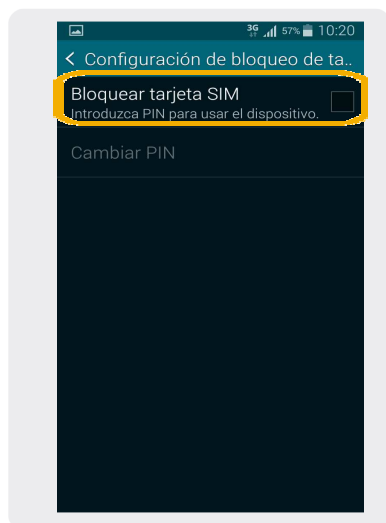 3G 57% 10:20
< Configuración de bloqueo de ta..
Bloquear tarjeta SIM
Introduzca PIN para usar el dispositivo.
Cambiar PIN